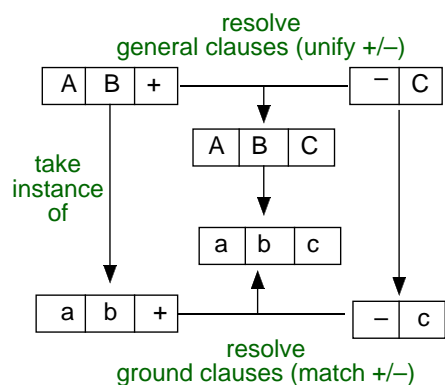 resolve
general clauses (unify +/–)
A B + – C
A B C
take
instance
of
a b c
a b + – c
resolve
ground clauses (match +/–)